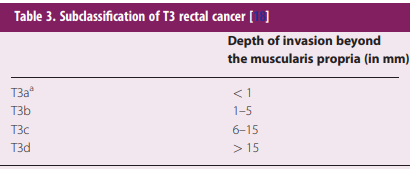 Table 3. Subclassification of T3 rectal cancer [
Depth of invasion beyond
the muscularis propria (in mm)
T3aᵃ < 1
T3b 1–5
T3c 6–15
T3d > 15